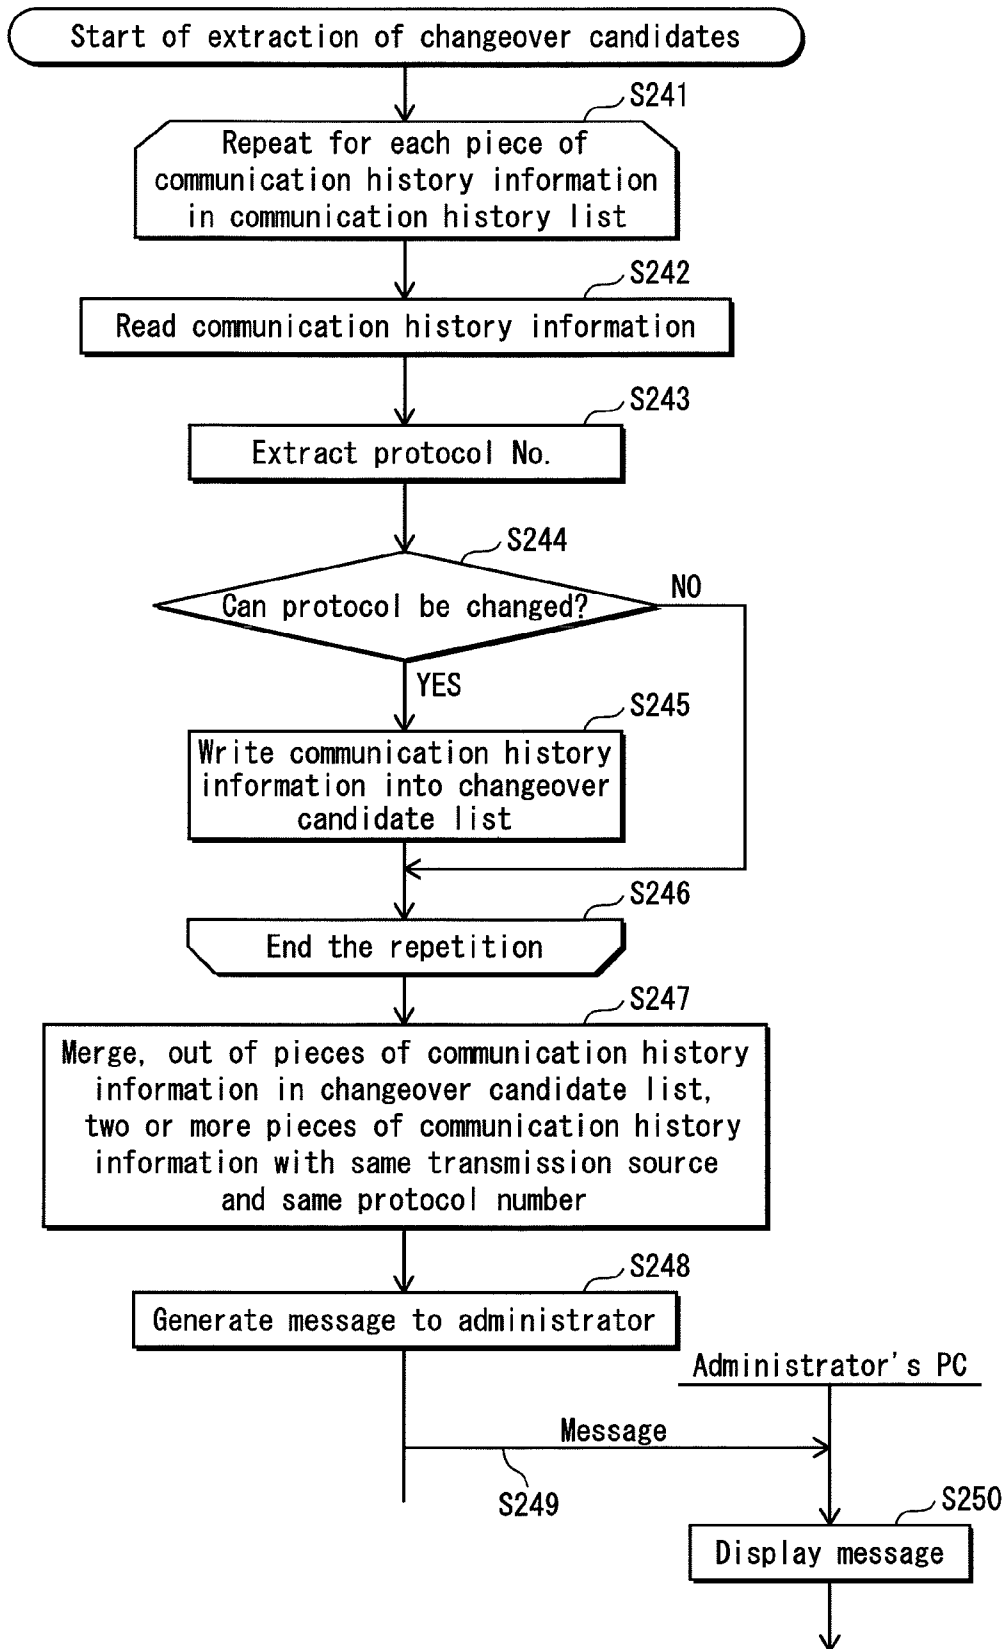 Start of extraction of changeover candidates
S241
Repeat for each piece of
communication history information
in communication history list
S242
Read communication history information
S243
Extract protocol No.
S244
Can protocol be changed?
NO
YES
S245
Write communication history
information into changeover
candidate list
S246
End the repetition
S247
Merge, out of pieces of communication history
information in changeover candidate list,
two or more pieces of communication history
information with same transmission source
and same protocol number
S248
Generate message to administrator
Administrator's PC
Message
S249
S250
Display message